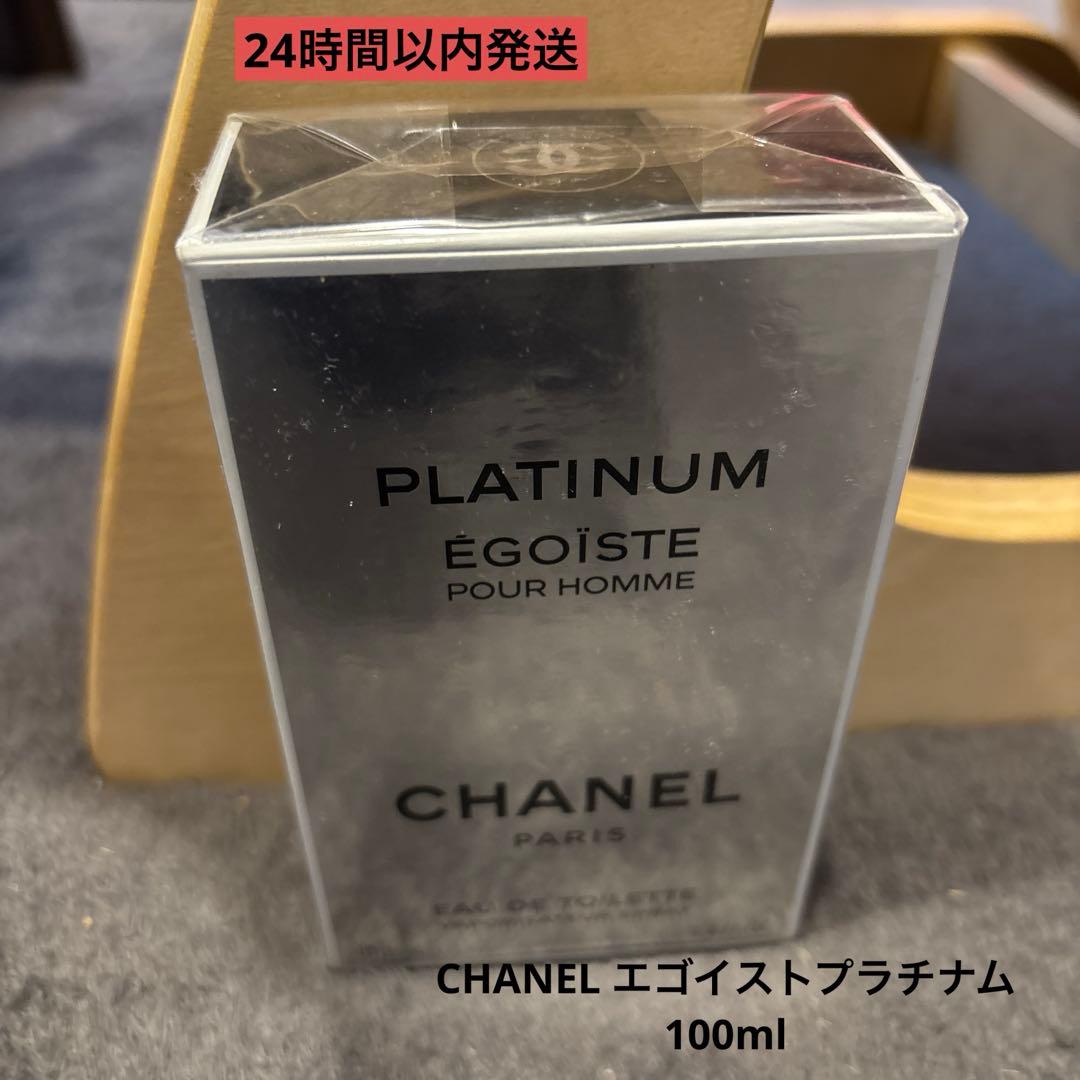 24時間以内発送
PLATINUM
ÉGOÏSTE
POUR HOMME
CHANEL
PARIS
EAU DE TOILETTE
CHANEL エゴイストプラチナム
100ml